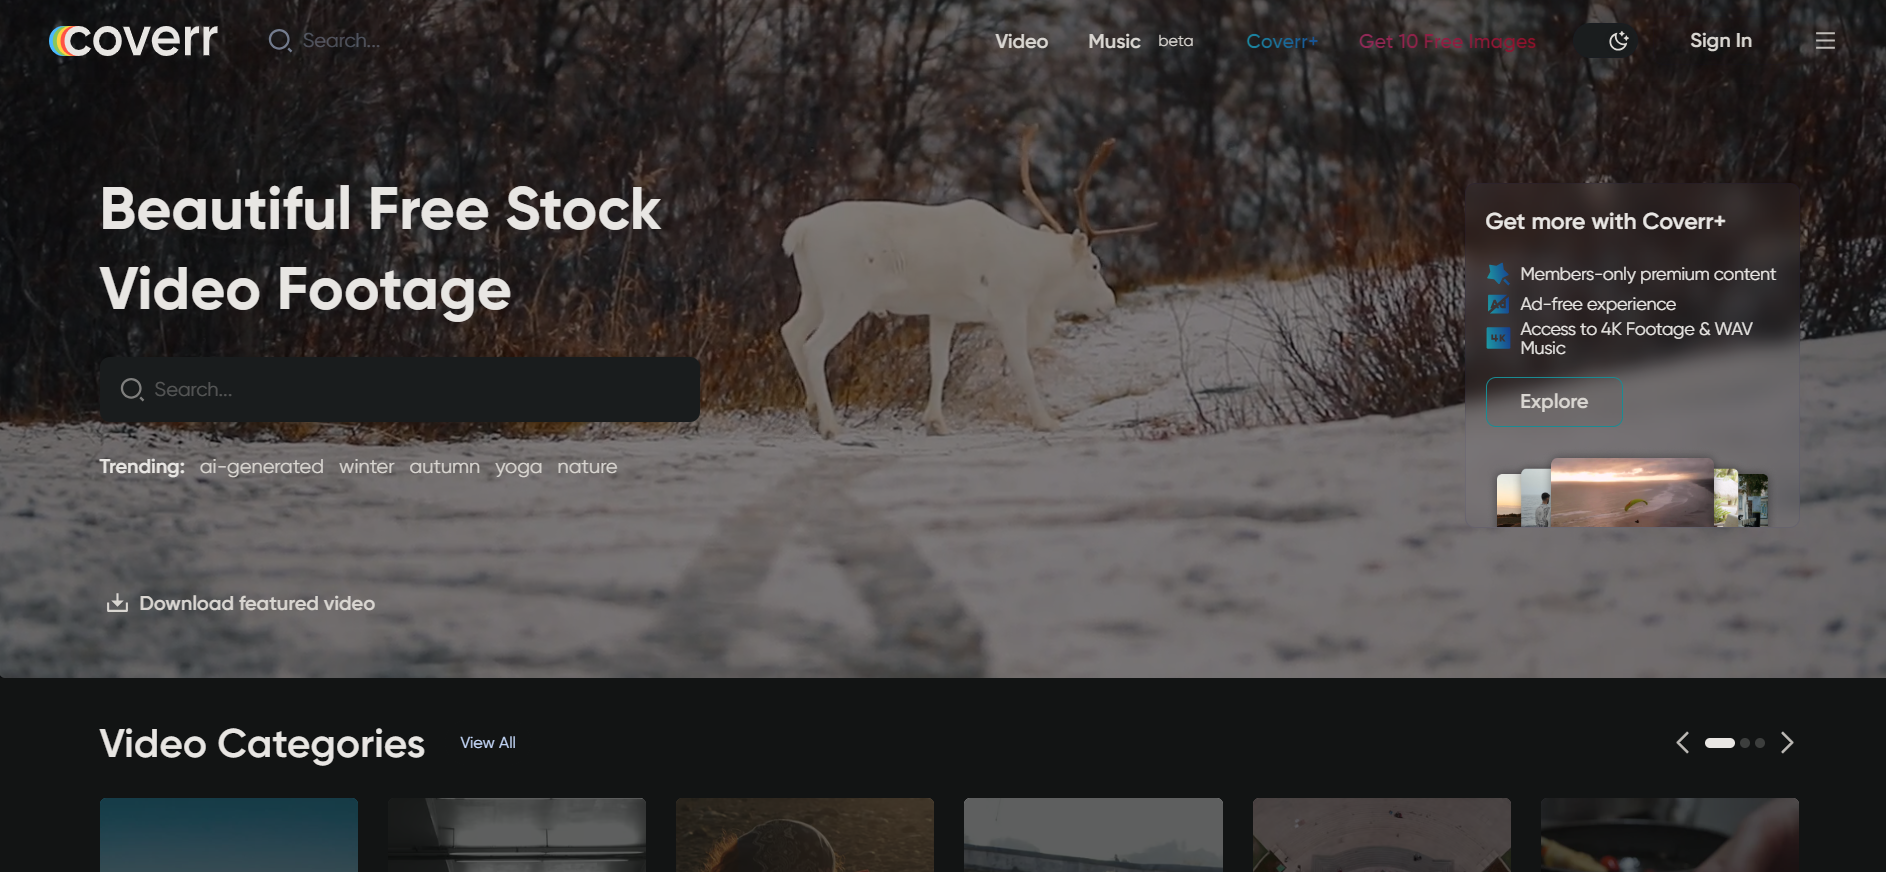 coverr
Search...
Video
Music beta
Coverr+
Get 10 Free Images
Sign In
Beautiful Free Stock
Video Footage
Search...
Trending: ai-generated winter autumn yoga nature
Download featured video
Get more with Coverr+
Members-only premium content
Ad
Ad-free experience
4K
Access to 4K Footage & WAV
Music
Explore
Video Categories
View All